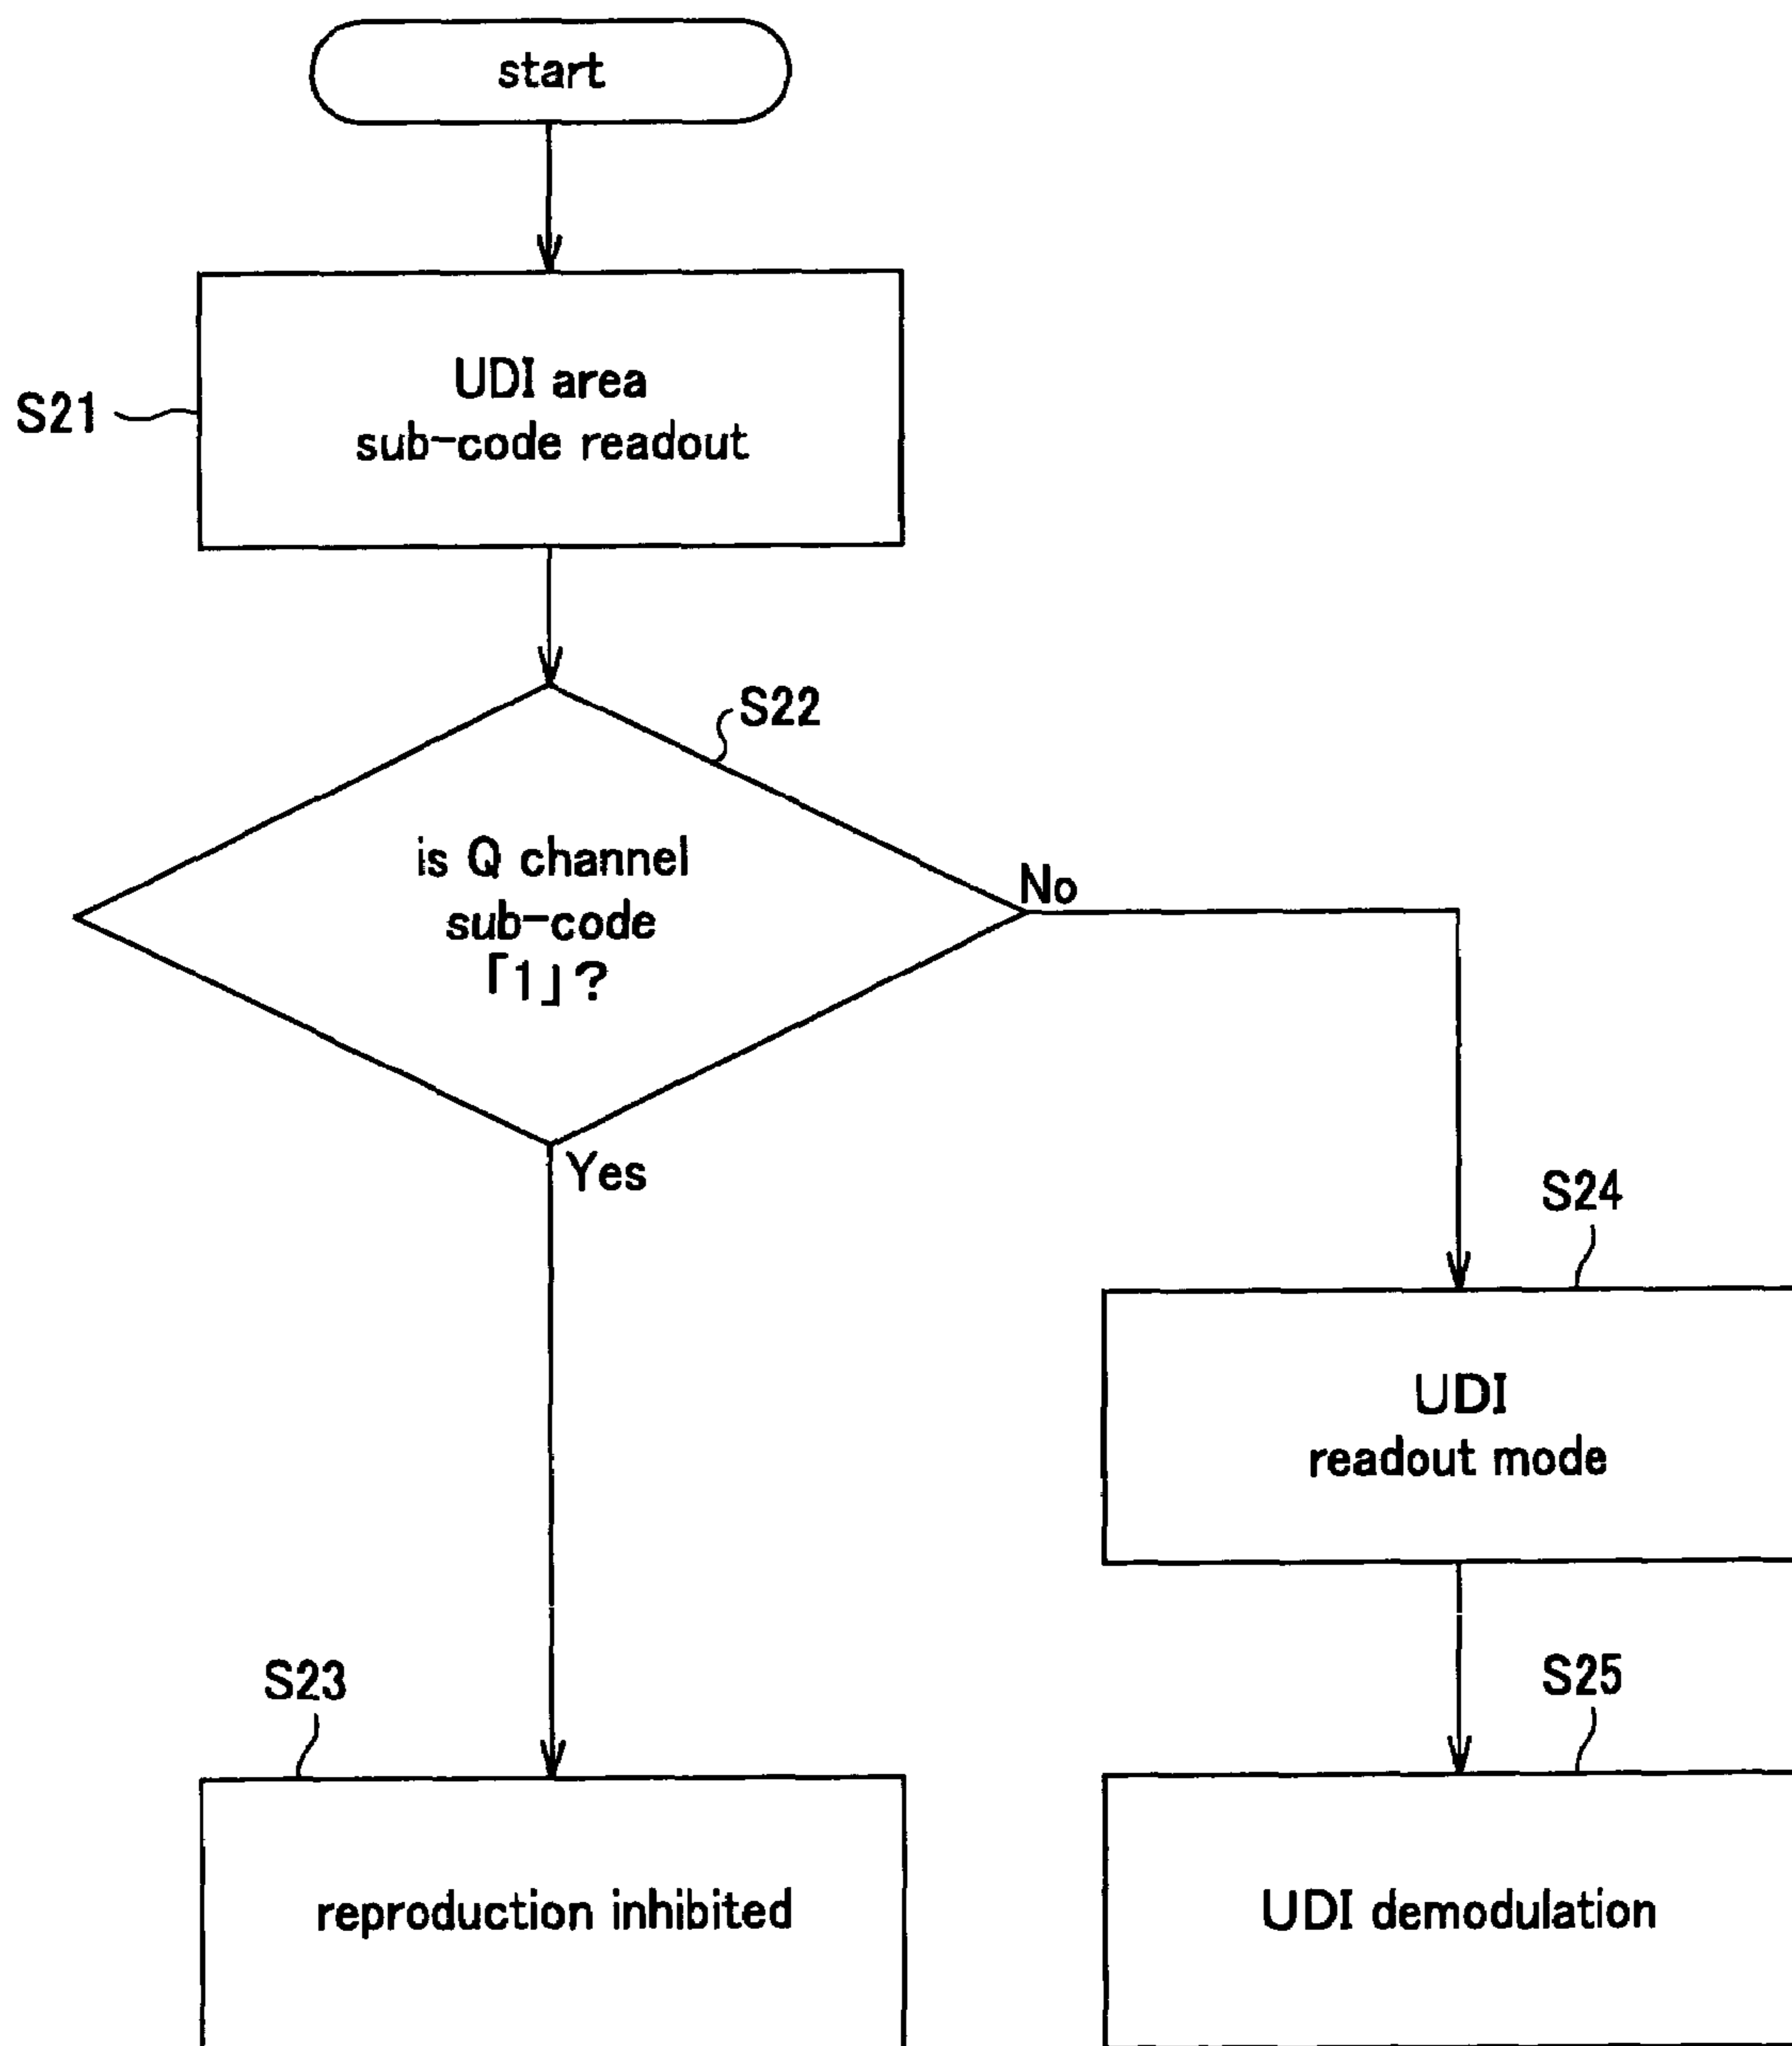 start
S21
UDI area
sub-code readout
S22
is Q channel
sub-code
「1」?
No
Yes
S24
UDI
readout mode
S23
S25
reproduction inhibited
UDI demodulation